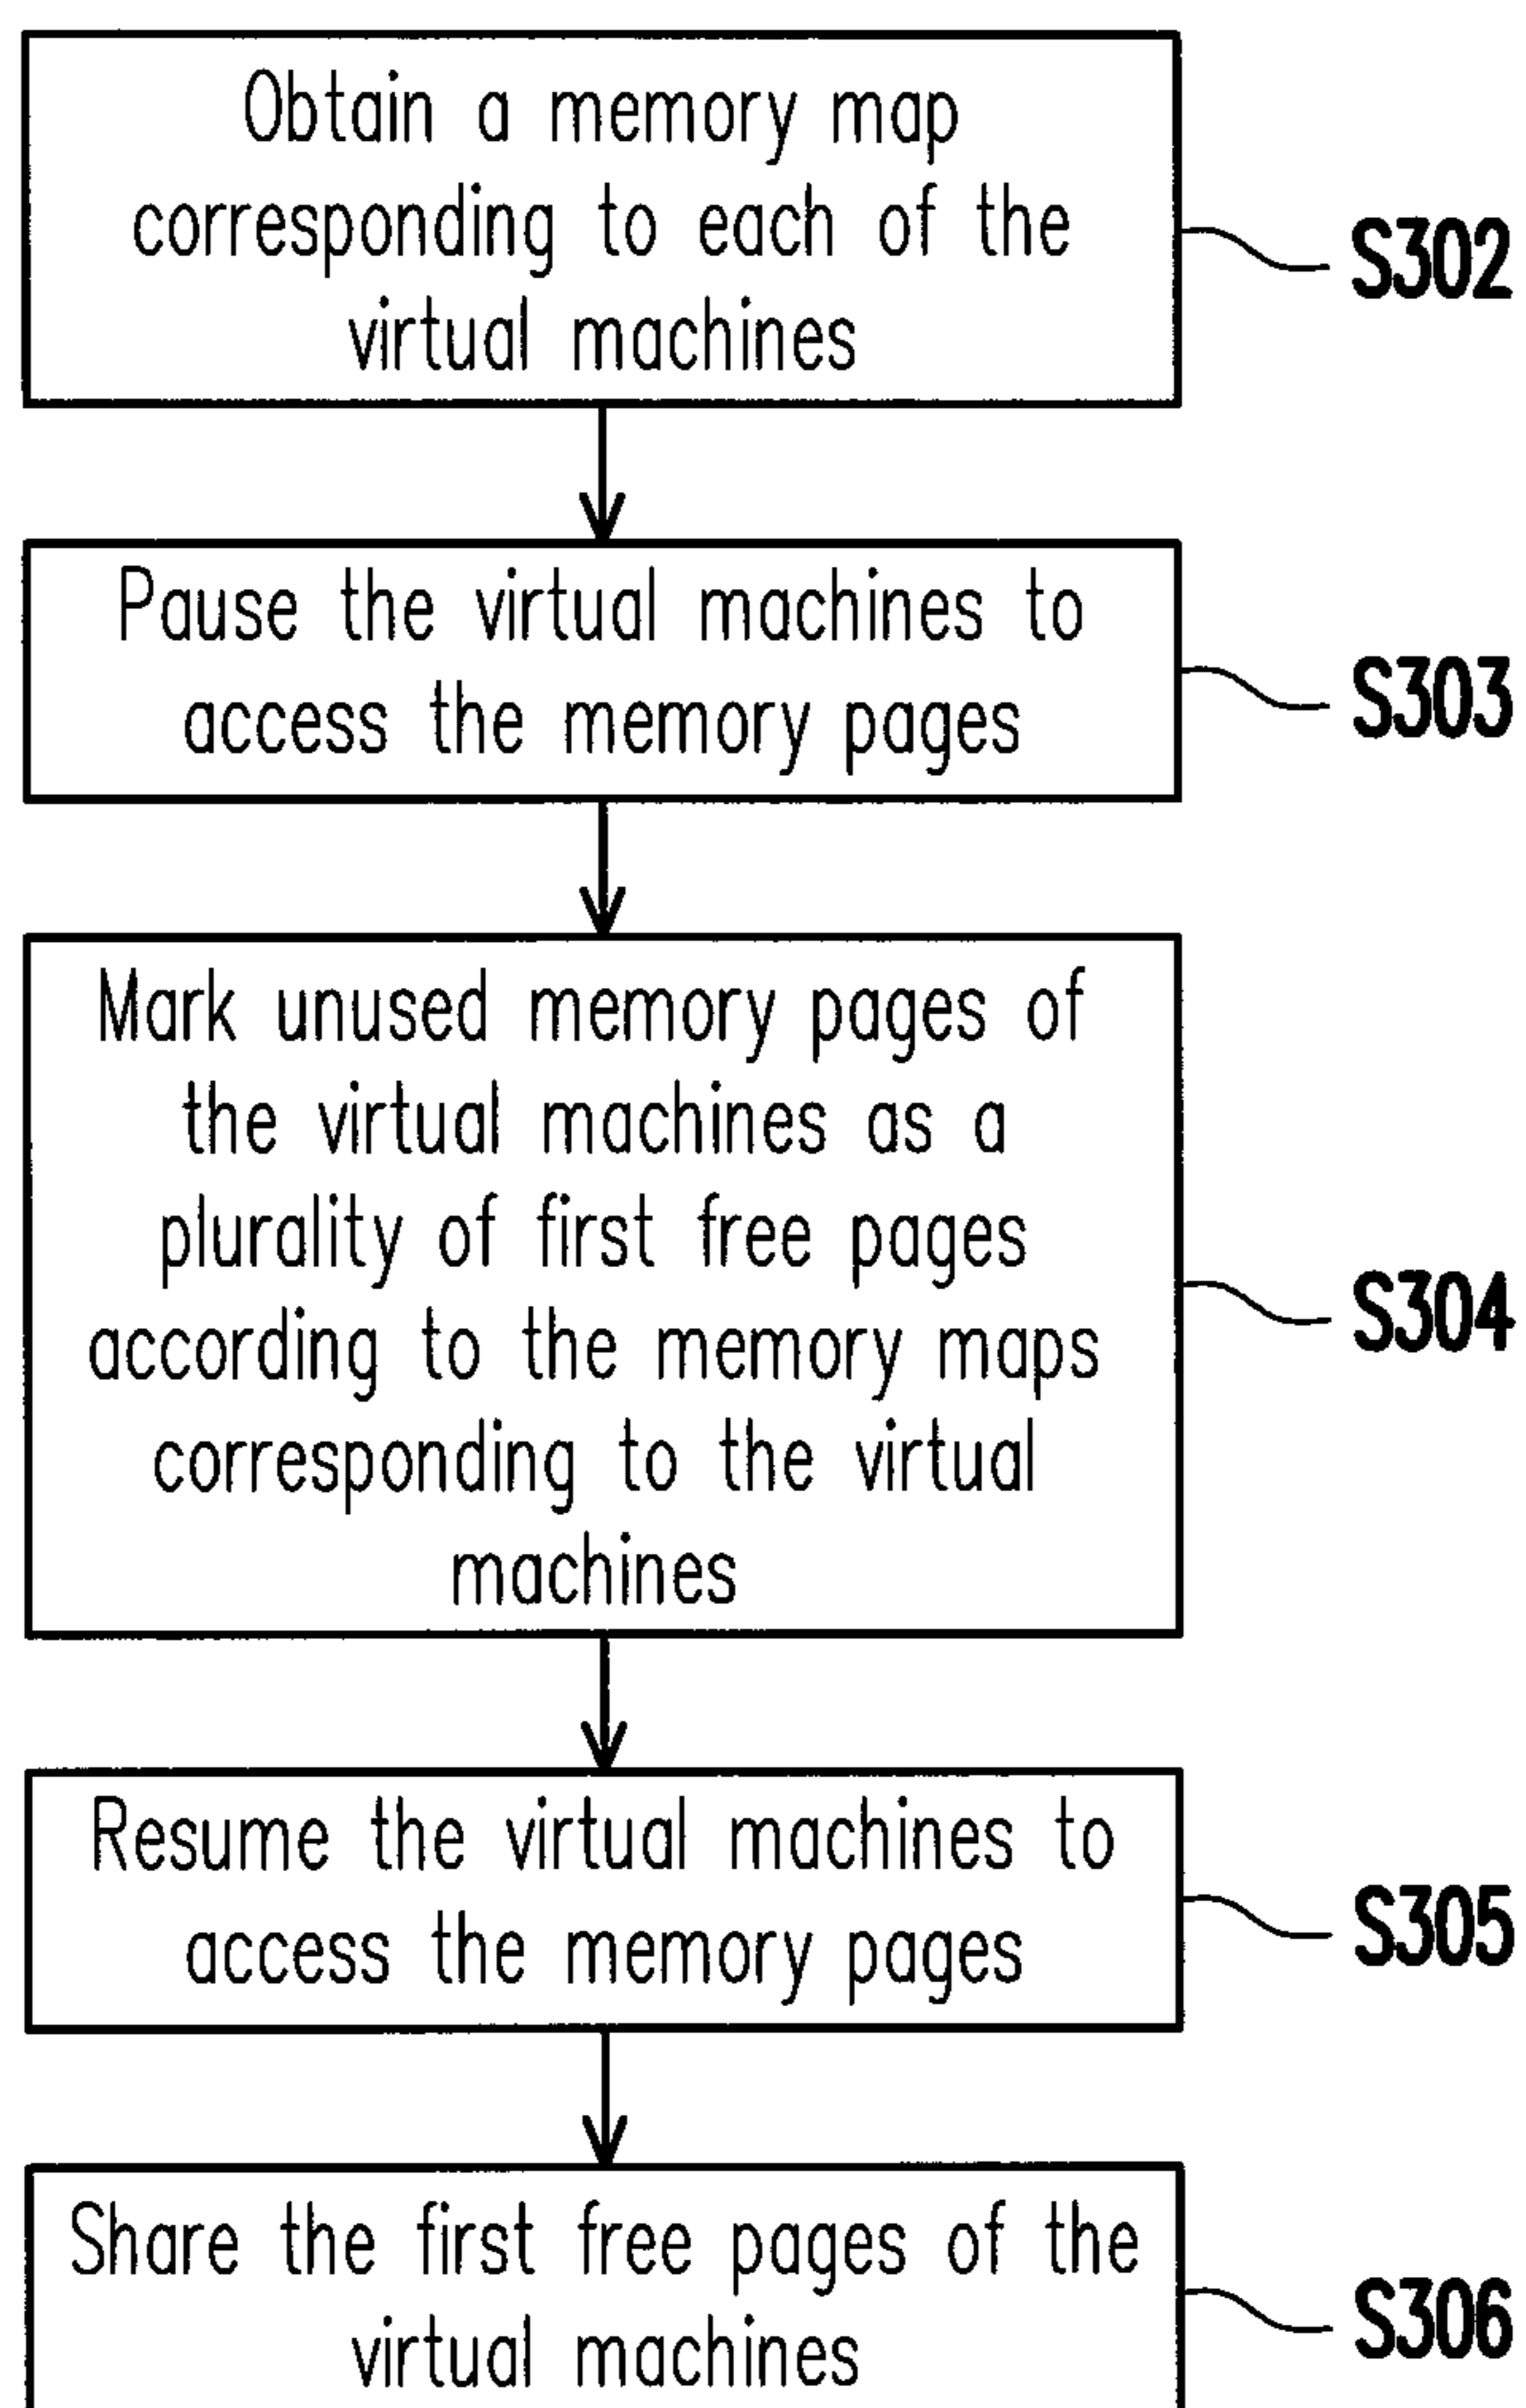 Obtain a memory map
corresponding to each of the
virtual machines
S302
Pause the virtual machines to
access the memory pages
S303
Mark unused memory pages of
the virtual machines as a
plurality of first free pages
according to the memory maps
corresponding to the virtual
machines
S304
Resume the virtual machines to
access the memory pages
S305
Share the first free pages of the
virtual machines
S306